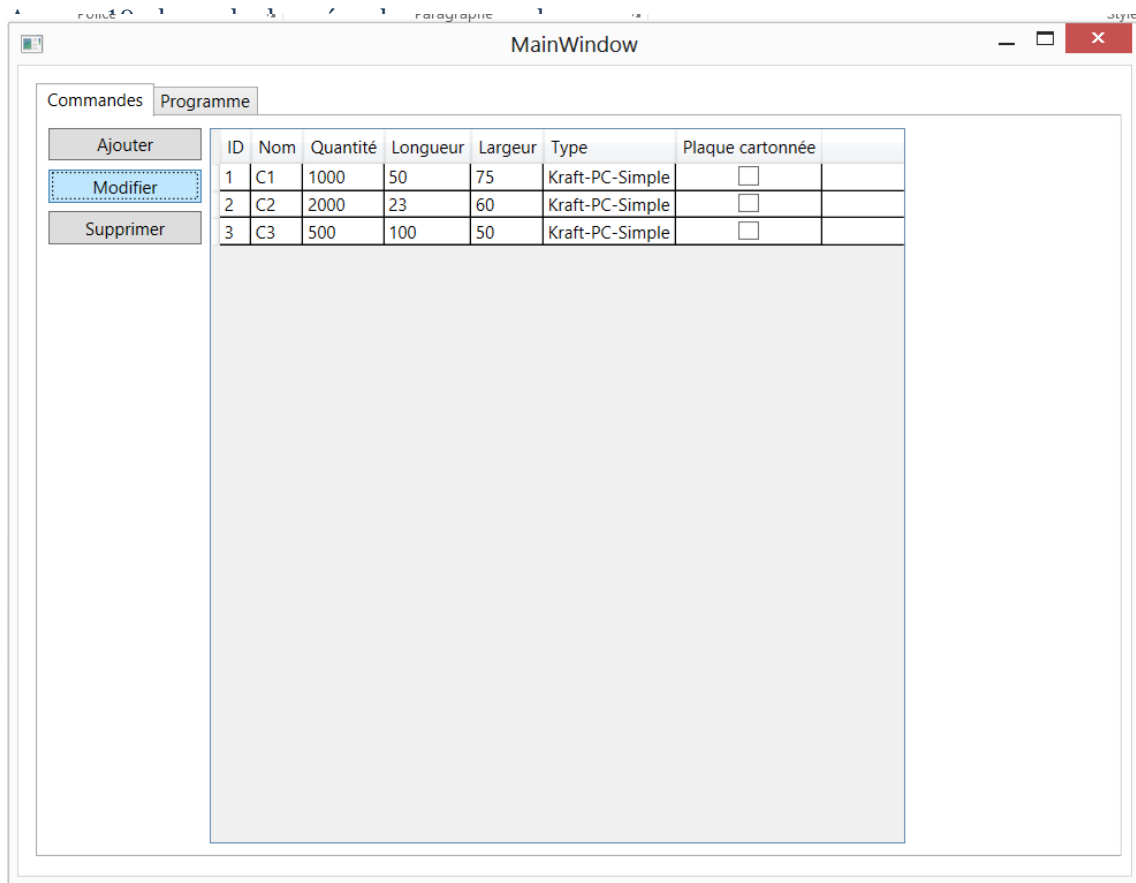 MainWindow
Commandes Programme
Ajouter
Modifier
Supprimer
ID Nom Quantité Longueur Largeur Type Plaque cartonnée
1 C1 1000 50 75 Kraft-PC-Simple
2 C2 2000 23 60 Kraft-PC-Simple
3 C3 500 100 50 Kraft-PC-Simple